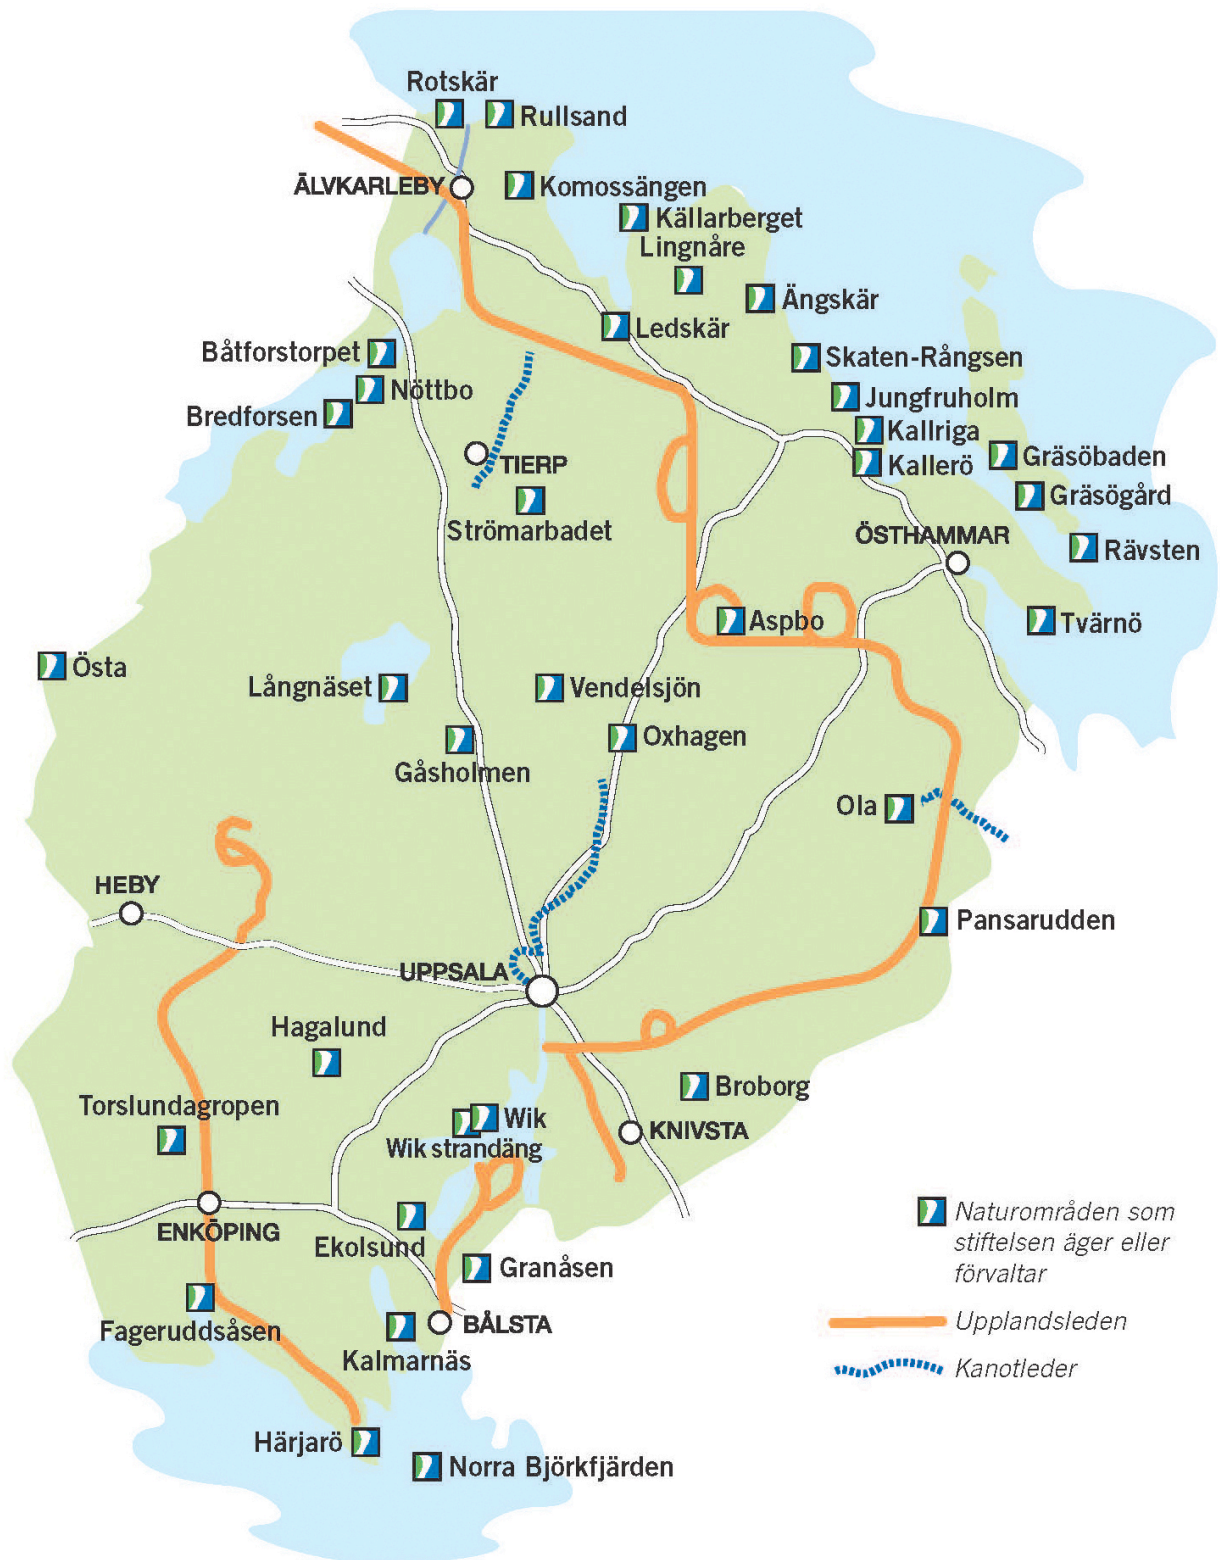 Rotskär
Rullsand
ÄLVKARLEBY
Komossängen
Källarberget
Lingnåre
Ängskär
Ledskär
Båtforstorpet
Skaten-Rångsen
Nöttbo
Jungfruholm
Bredforsen
Kallriga
Gräsöbaden
Kallerö
TIERP
Gräsögård
Strömarbadet
ÖSTHAMMAR
Rävsten
Aspbo
Tvärnö
Östa
Långnäset
Vendelsjön
Oxhagen
Gåsholmen
Ola
HEBY
Pansarudden
UPPSALA
Hagalund
Broborg
Torslundagropen
Wik
KNIVSTA
Wik strandäng
Naturområden som
stiftelsen äger eller
förvaltar
ENKÖPING
Ekolsund
Granåsen
Upplandsleden
BÅLSTA
Fageruddsåsen
Kalmarnäs
Kanotleder
Härjarö
Norra Björkfjärden